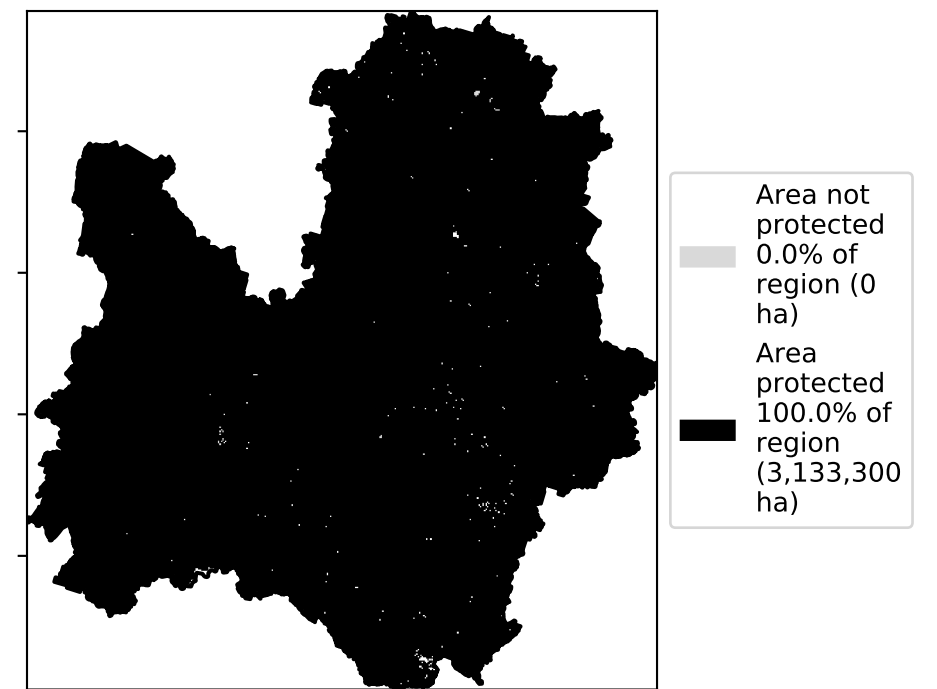 Area not
protected
0.0% of
region (0
ha)
Area
protected
100.0% of
region
(3,133,300
ha)